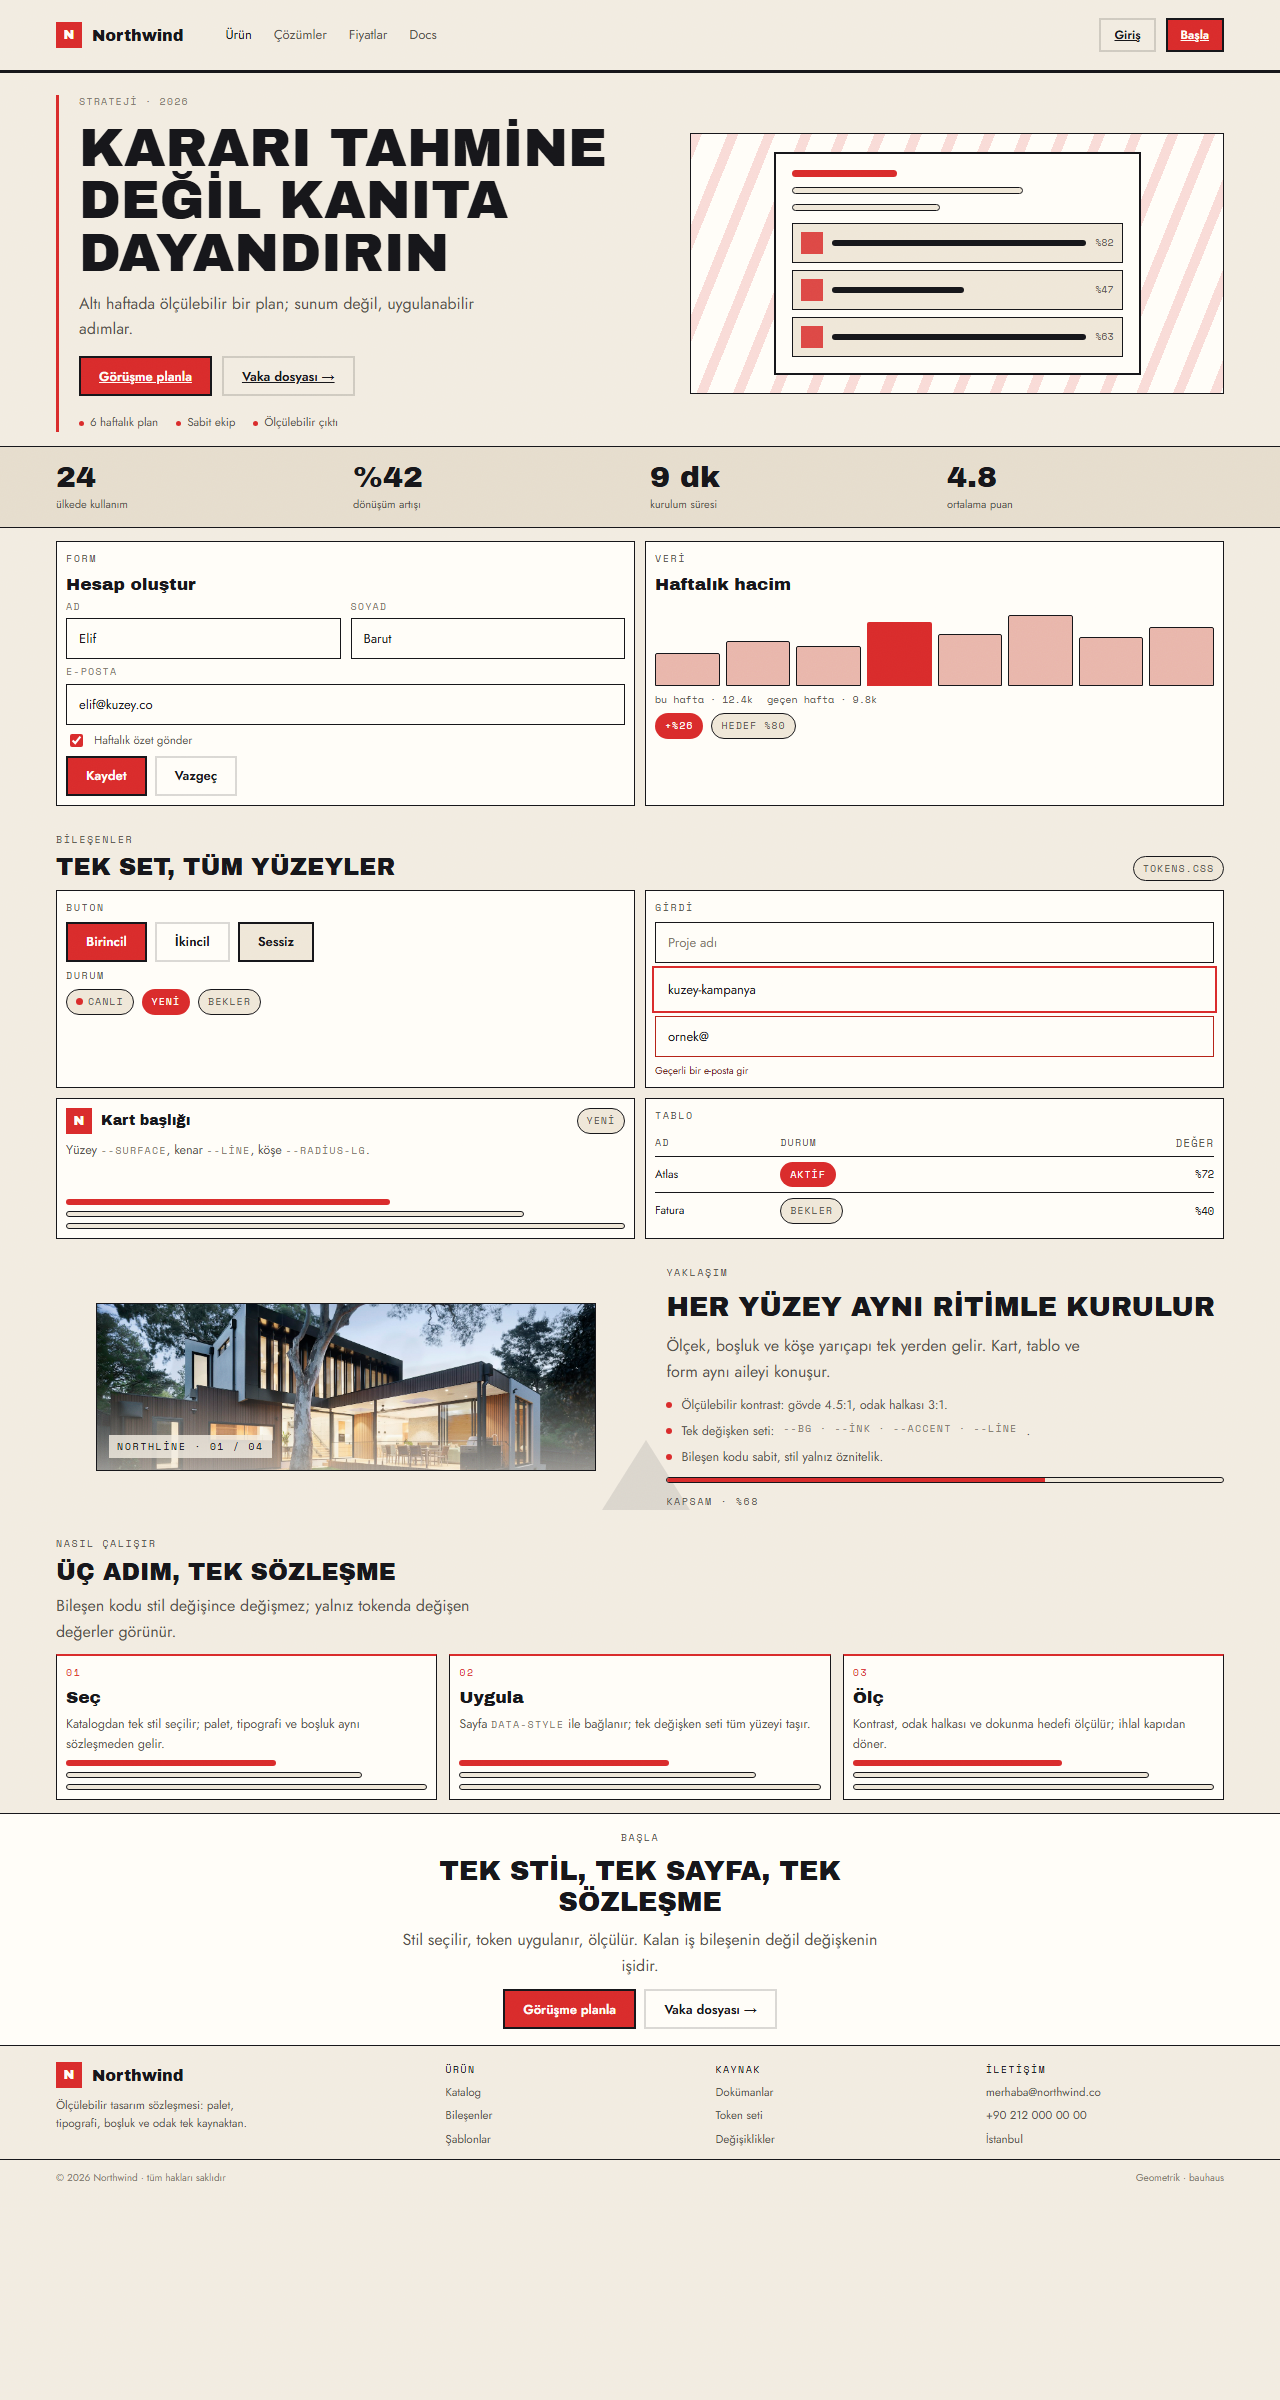 N Northwind Ürün Çözümler Fiyatlar Docs Giriş Başla
STRATEJİ · 2026
KARARI TAHMİNE
DEĞİL KANITA
DAYANDIRIN
Altı haftada ölçülebilir bir plan; sunum değil, uygulanabilir
adımlar.
Görüşme planla Vaka dosyası →
6 haftalık plan Sabit ekip Ölçülebilir çıktı
%82
%47
%63
24
ülkede kullanım
%42
dönüşüm artışı
9 dk
kurulum süresi
4.8
ortalama puan
FORM
Hesap oluştur
AD SOYAD
Elif Barut
E-POSTA
elif@kuzey.co
Haftalık özet gönder
Kaydet Vazgeç
VERİ
Haftalık hacim
bu hafta · 12.4k geçen hafta · 9.8k
+%26 HEDEF %80
BİLEŞENLER
TEK SET, TÜM YÜZEYLER
TOKENS.CSS
BUTON
Birincil İkincil Sessiz
DURUM
CANLI YENİ BEKLER
GİRDİ
Proje adı
kuzey-kampanya
ornek@
Geçerli bir e-posta gir
N Kart başlığı YENİ
Yüzey --SURFACE, kenar --LİNE, köşe --RADİUS-LG.
TABLO
AD DURUM DEĞER
Atlas AKTİF %72
Fatura BEKLER %40
NORTHLİNE · 01 / 04
YAKLAŞIM
HER YÜZEY AYNI RİTİMLE KURULUR
Ölçek, boşluk ve köşe yarıçapı tek yerden gelir. Kart, tablo ve
form aynı aileyi konuşur.
Ölçülebilir kontrast: gövde 4.5:1, odak halkası 3:1.
Tek değişken seti: --BG · --İNK · --ACCENT · --LİNE .
Bileşen kodu sabit, stil yalnız öznitelik.
KAPSAM · %68
NASIL ÇALIŞIR
ÜÇ ADIM, TEK SÖZLEŞME
Bileşen kodu stil değişince değişmez; yalnız tokenda değişen
değerler görünür.
01
Seç
Katalogdan tek stil seçilir; palet, tipografi ve boşluk aynı
sözleşmeden gelir.
02
Uygula
Sayfa DATA-STYLE ile bağlanır; tek değişken seti tüm yüzeyi taşır.
03
Ölç
Kontrast, odak halkası ve dokunma hedefi ölçülür; ihlal kapıdan
döner.
BAŞLA
TEK STİL, TEK SAYFA, TEK
SÖZLEŞME
Stil seçilir, token uygulanır, ölçülür. Kalan iş bileşenin değil değişkenin
işidir.
Görüşme planla Vaka dosyası →
N Northwind
Ölçülebilir tasarım sözleşmesi: palet,
tipografi, boşluk ve odak tek kaynaktan.
ÜRÜN
Katalog
Bileşenler
Şablonlar
KAYNAK
Dokümanlar
Token seti
Değişiklikler
İLETİŞİM
merhaba@northwind.co
+90 212 000 00 00
İstanbul
© 2026 Northwind · tüm hakları saklıdır Geometrik · bauhaus